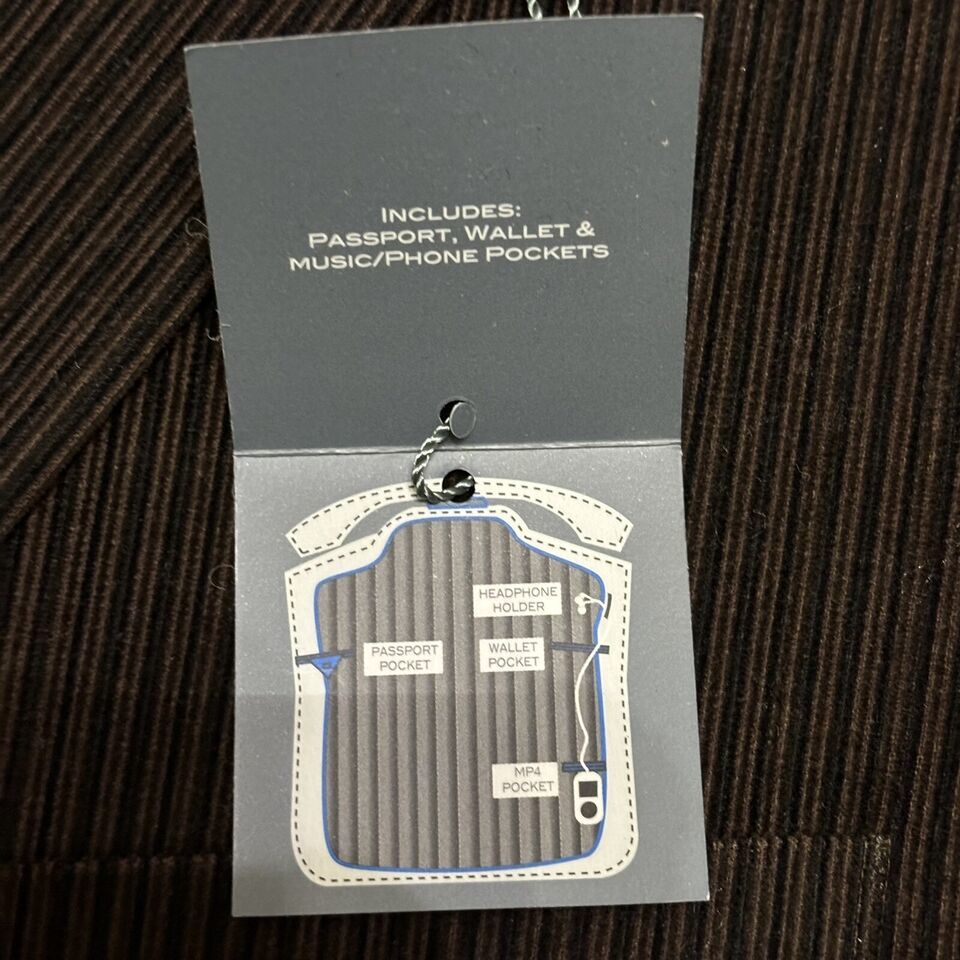 INCLUDES:
PASSPORT, WALLET &
MUSIC/PHONE POCKETS
HEADPHONE
HOLDER
PASSPORT
POCKET
WALLET
POCKET
MP4
POCKET